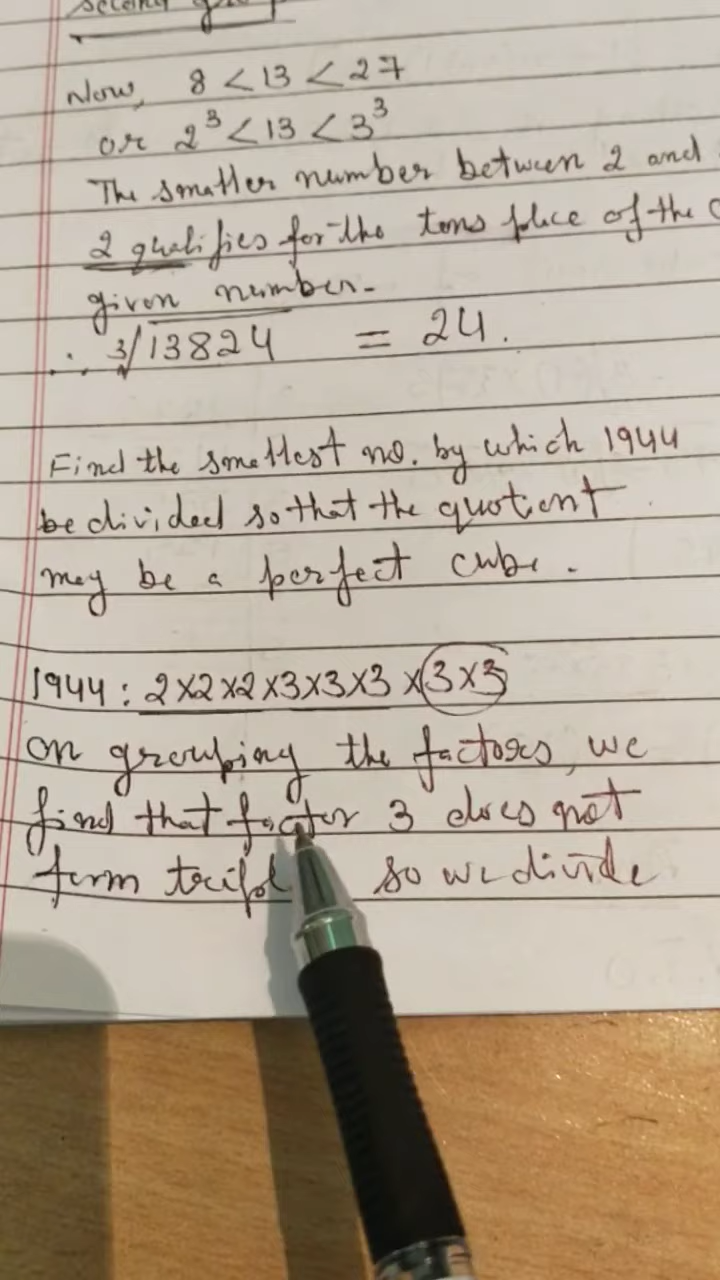 Now, 8 < 13 < 27
or 2³ < 13 < 3³
The smaller number between 2 and
2 qualifies for the tens place of the
given number.
∴ ∛13824 = 24.
Find the smallest no. by which 1944
be divided so that the quotient
may be a perfect cube.
1944 : 2×2×2×3×3×3×3×3
on grouping the factors, we
find that factor 3 does not
form so we divide